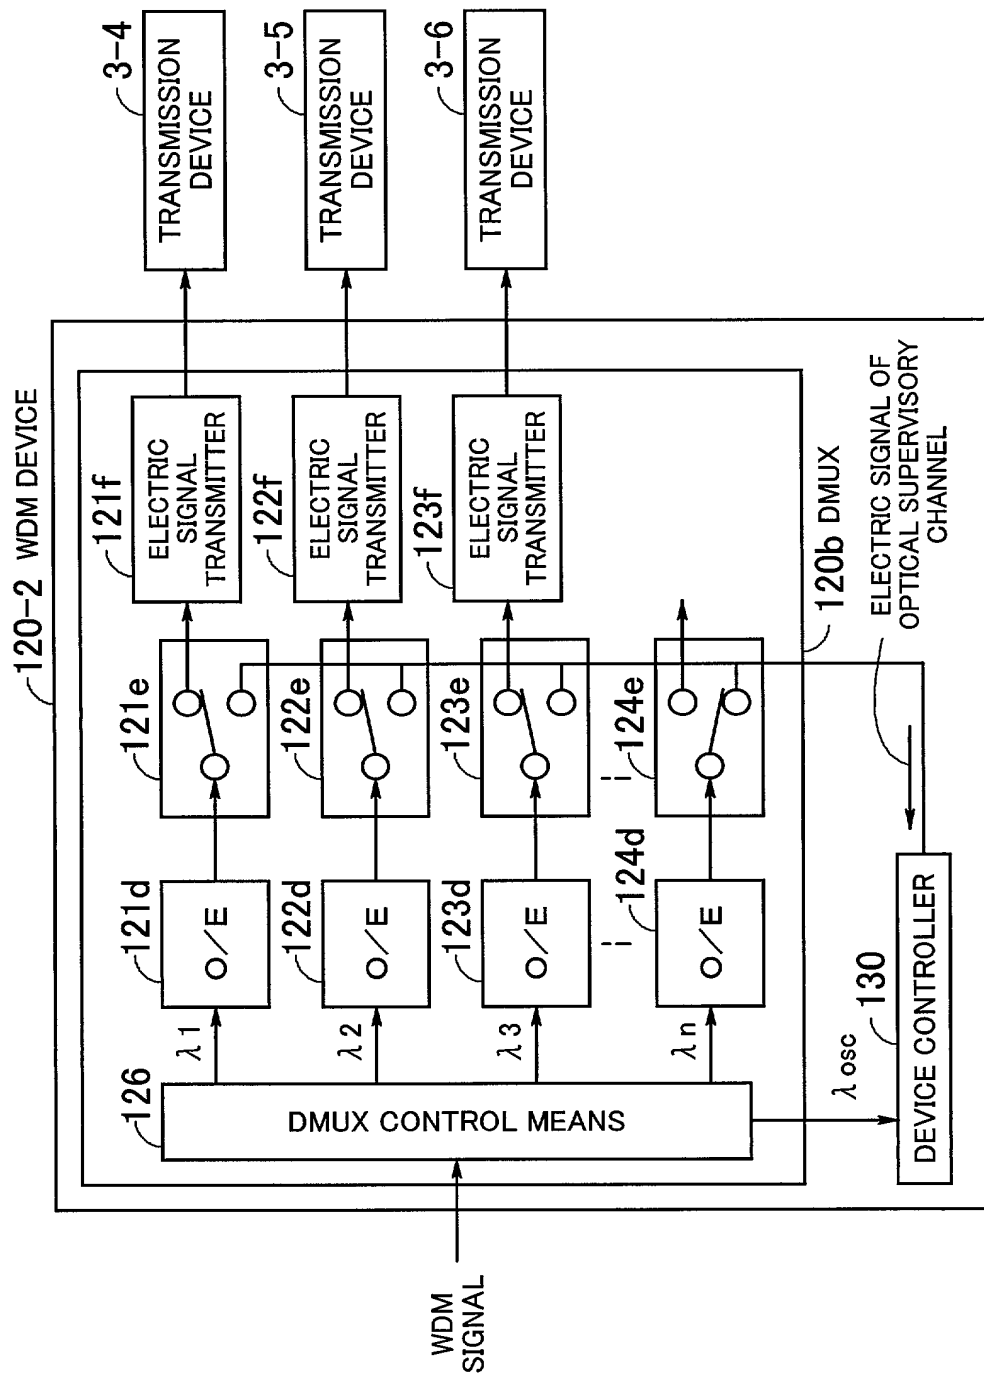 120-2 WDM DEVICE
WDM
SIGNAL
126
DMUX CONTROL MEANS
λ1
λ2
λ3
λn
λosc
121d
O/E
122d
O/E
123d
O/E
124d
O/E
121e
122e
123e
124e
121f
ELECTRIC
SIGNAL
TRANSMITTER
122f
ELECTRIC
SIGNAL
TRANSMITTER
123f
ELECTRIC
SIGNAL
TRANSMITTER
3-4
TRANSMISSION
DEVICE
3-5
TRANSMISSION
DEVICE
3-6
TRANSMISSION
DEVICE
120b DMUX
ELECTRIC SIGNAL OF
OPTICAL SUPERVISORY
CHANNEL
130
DEVICE CONTROLLER